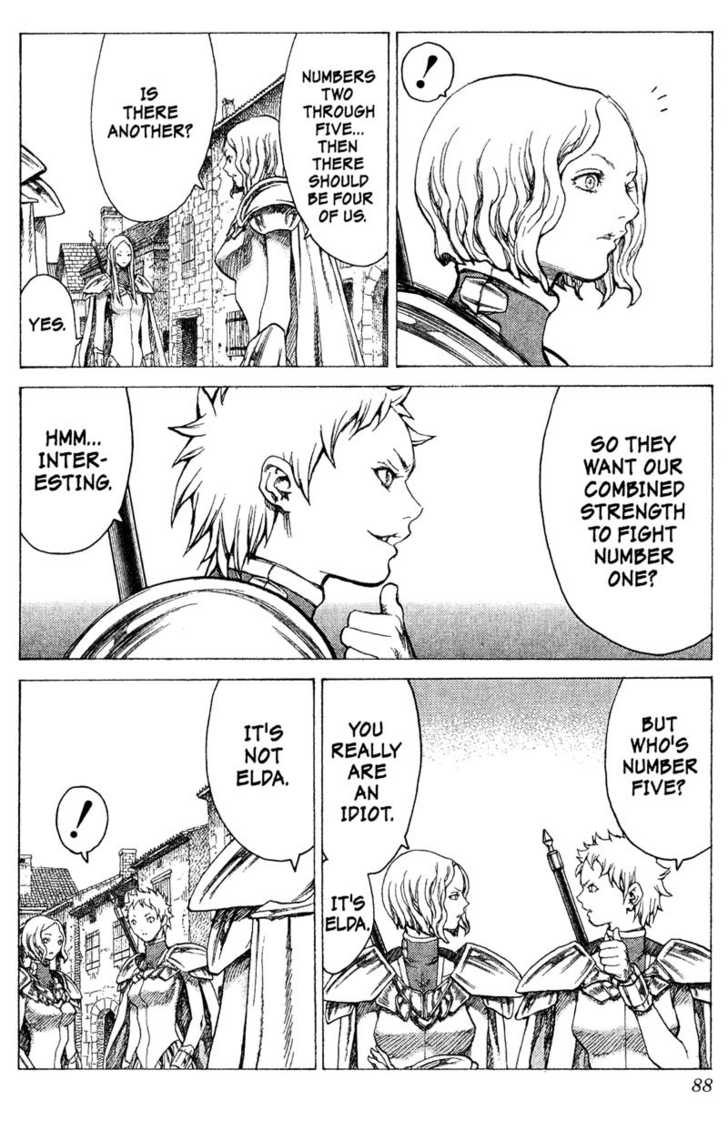 !
NUMBERS
TWO
THROUGH
FIVE...
THEN
THERE
SHOULD
BE FOUR
OF US.
IS
THERE
ANOTHER?
YES.
SO THEY
WANT OUR
COMBINED
STRENGTH
TO FIGHT
NUMBER
ONE?
HMM...
INTER-
ESTING.
BUT
WHO'S
NUMBER
FIVE?
YOU
REALLY
ARE
AN
IDIOT.
IT'S
ELDA.
IT'S
NOT
ELDA.
!
88